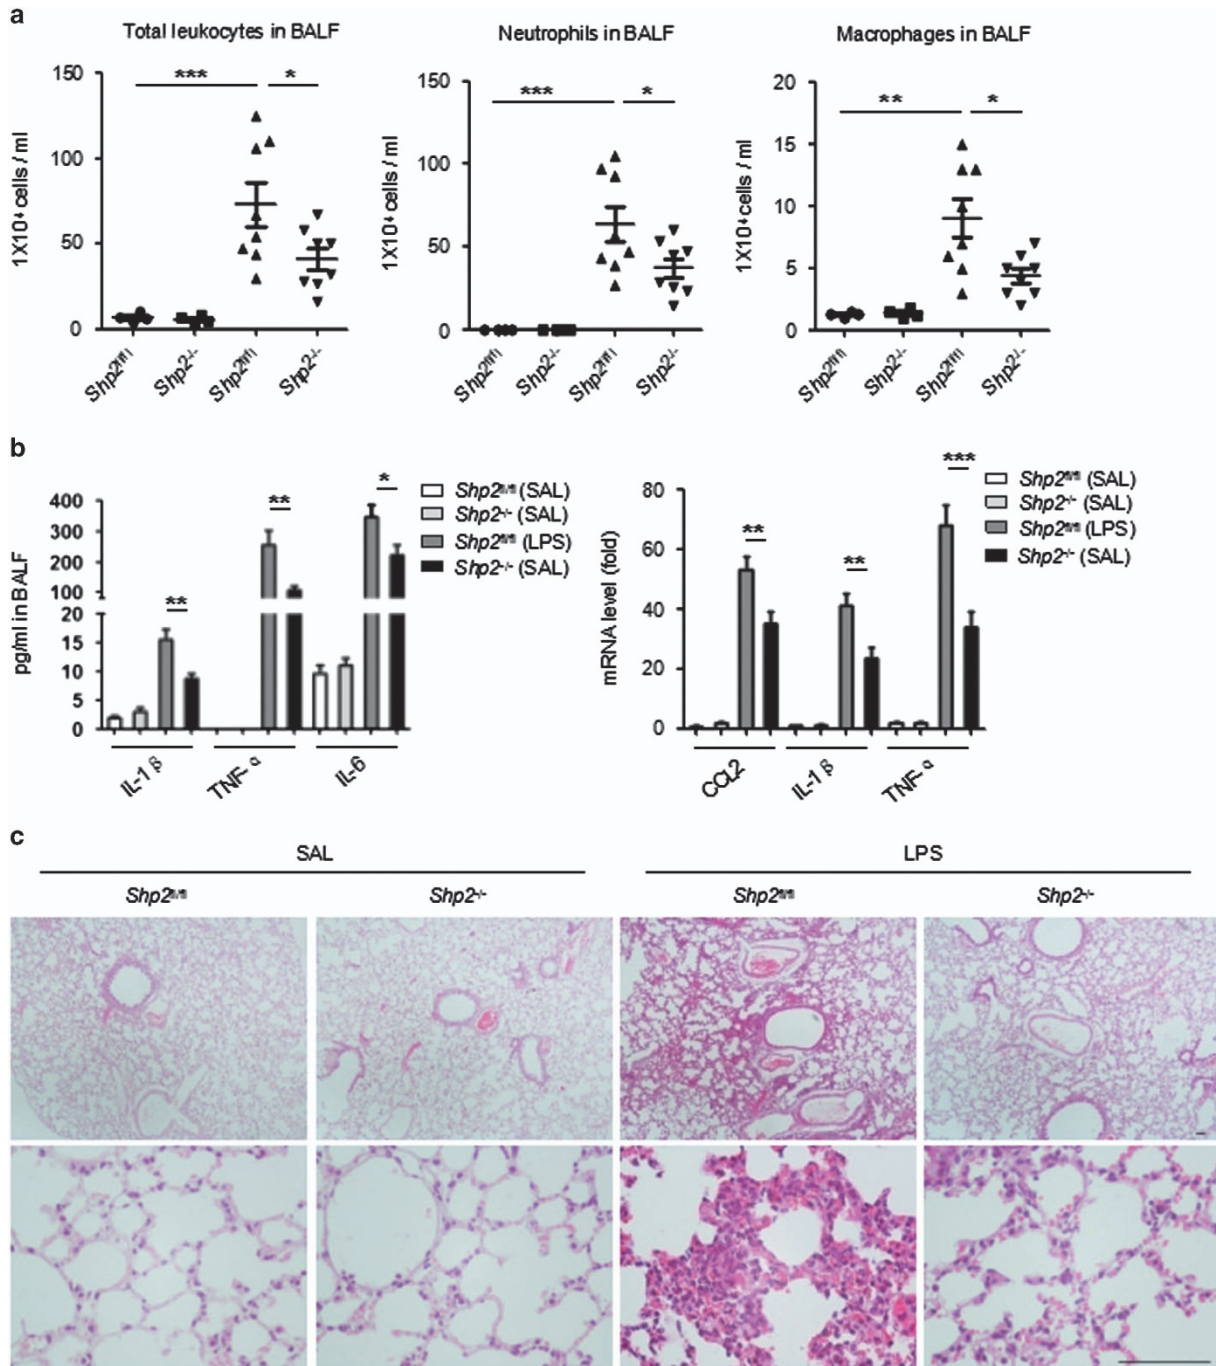 a
Total leukocytes in BALF
Neutrophils in BALF
Macrophages in BALF
*** *
*** *
** *
1X10⁴ cells / ml
150
100
50
0
1X10⁴ cells / ml
150
100
50
0
1X10⁴ cells / ml
20
15
10
5
0
Shp2fl/fl Shp2-/- Shp2fl/fl Shp2-/-
Shp2fl/fl Shp2-/- Shp2fl/fl Shp2-/-
Shp2fl/fl Shp2-/- Shp2fl/fl Shp2-/-
b
pg/ml in BALF
400
300
200
100
20
15
10
5
0
** ** *
IL-1 β TNF- α IL-6
Shp2fl/fl (SAL)
Shp2-/- (SAL)
Shp2fl/fl (LPS)
Shp2-/- (SAL)
mRNA level (fold)
80
60
40
20
0
** ** ***
CCL2 IL-1 β TNF- α
Shp2fl/fl (SAL)
Shp2-/- (SAL)
Shp2fl/fl (LPS)
Shp2-/- (SAL)
c
SAL LPS
Shp2fl/fl Shp2-/- Shp2fl/fl Shp2-/-